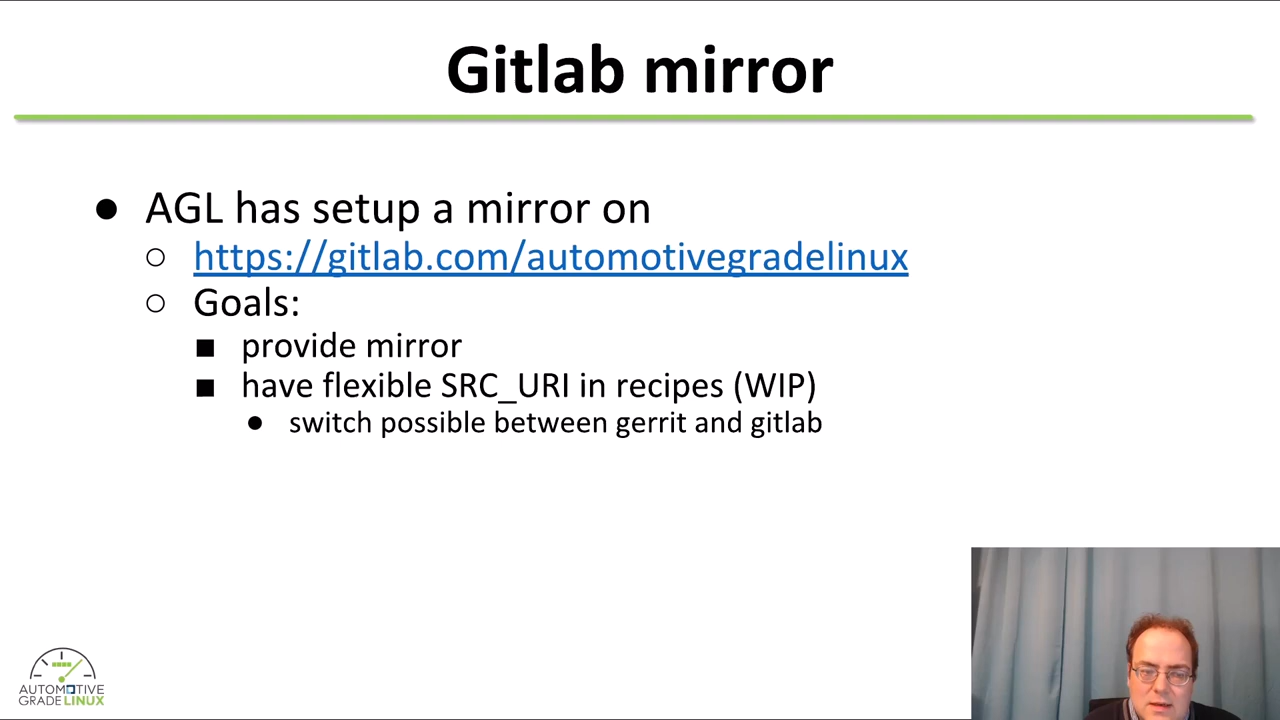 Gitlab mirror
● AGL has setup a mirror on
○ https://gitlab.com/automotivegradelinux
○ Goals:
■ provide mirror
■ have flexible SRC_URI in recipes (WIP)
● switch possible between gerrit and gitlab
AUTOMOTIVE
GRADE LINUX